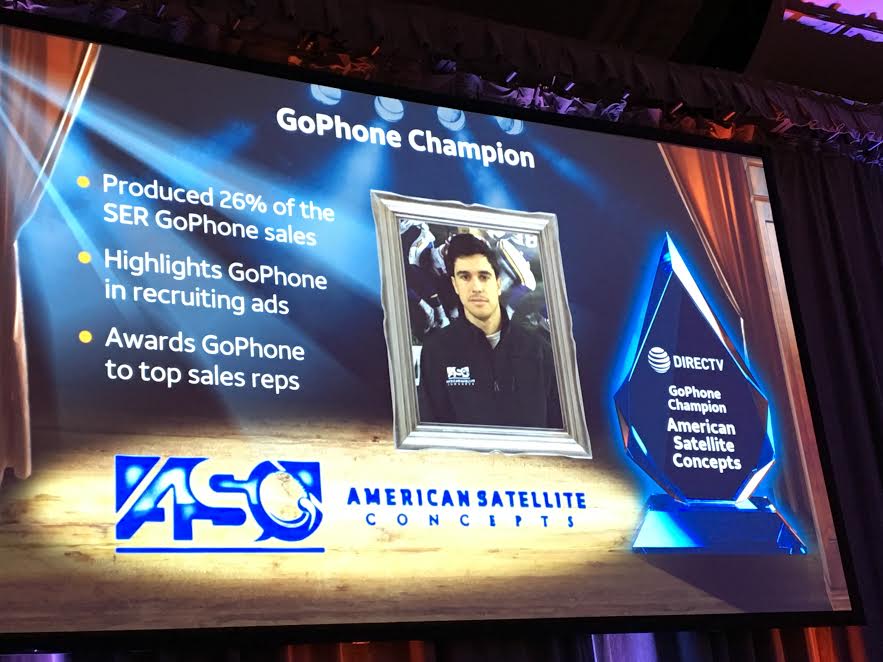 GoPhone Champion
Produced 26% of the
SER GoPhone sales
Highlights GoPhone
in recruiting ads
Awards GoPhone
to top sales reps
ASC
DIRECTV
GoPhone
Champion
American
Satellite
Concepts
ASC
AMERICAN SATELLITE
CONCEPTS